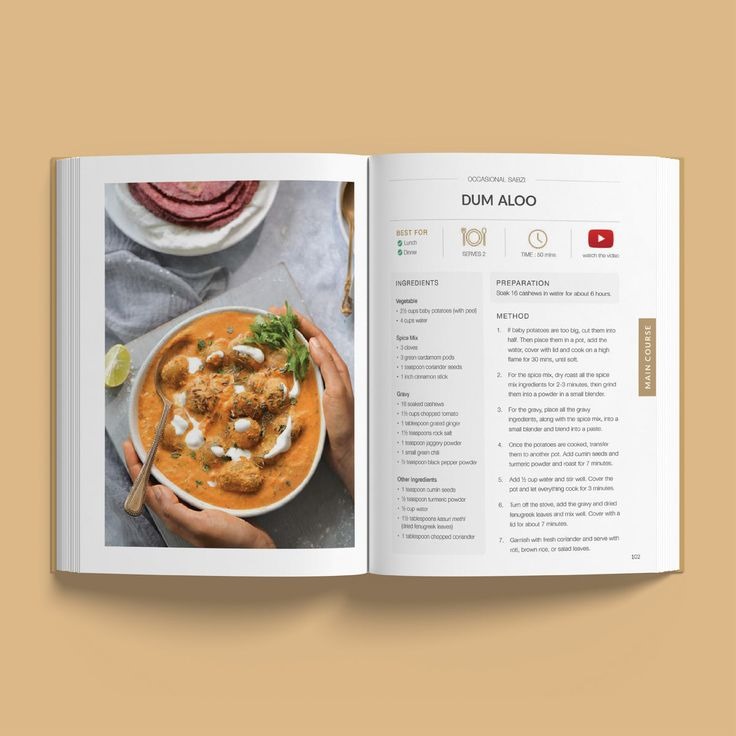 OCCASIONAL SABZI
DUM ALOO
BEST FOR
Lunch
Dinner
SERVES 2
TIME : 50 mins
watch the video
INGREDIENTS
Vegetable
• 2½ cups baby potatoes (with peel)
• 4 cups water
Spice Mix
• 3 cloves
• 3 green cardamom pods
• 1 teaspoon coriander seeds
• 1 inch cinnamon stick
Gravy
• 16 soaked cashews
• 1½ cups chopped tomato
• 1 tablespoon grated ginger
• 1½ teaspoons rock salt
• 1 teaspoon jaggery powder
• 1 small green chili
• ½ teaspoon black pepper powder
Other Ingredients
• 1 teaspoon cumin seeds
• ½ teaspoon turmeric powder
• ½ cup water
• 1½ tablespoons kasuri methi
(dried fenugreek leaves)
• 1 tablespoon chopped coriander
PREPARATION
Soak 16 cashews in water for about 6 hours.
METHOD
1. If baby potatoes are too big, cut them into
half. Then place them in a pot, add the
water, cover with lid and cook on a high
flame for 30 mins, until soft.
2. For the spice mix, dry roast all the spice
mix ingredients for 2-3 minutes, then grind
them into a powder in a small blender.
3. For the gravy, place all the gravy
ingredients, along with the spice mix, into a
small blender and blend into a paste.
4. Once the potatoes are cooked, transfer
them to another pot. Add cumin seeds and
turmeric powder and roast for 7 minutes.
5. Add ½ cup water and stir well. Cover the
pot and let everything cook for 3 minutes.
6. Turn off the stove, add the gravy and dried
fenugreek leaves and mix well. Cover with a
lid for about 7 minutes.
7. Garnish with fresh coriander and serve with
roti, brown rice, or salad leaves.
MAIN COURSE
102